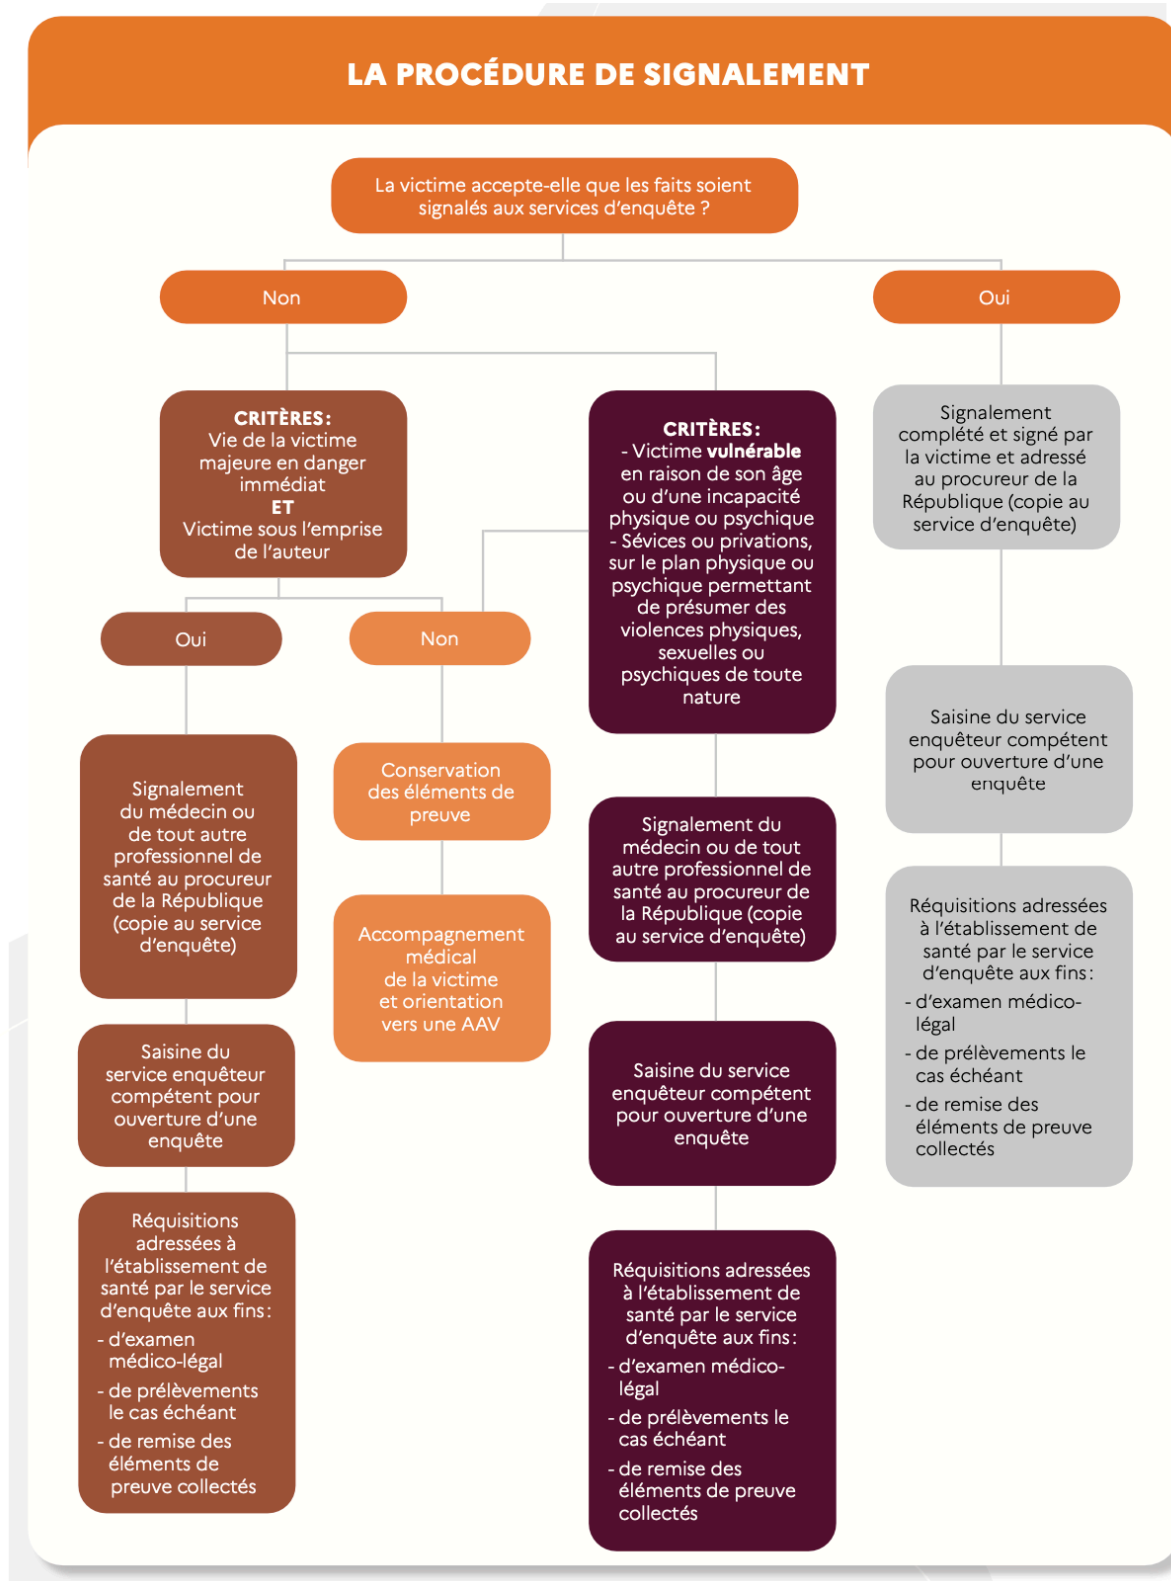 LA PROCÉDURE DE SIGNALEMENT
La victime accepte-elle que les faits soient
signalés aux services d'enquête ?
Non
Oui
CRITÈRES :
Vie de la victime
majeure en danger
immédiat
ET
Victime sous l'emprise
de l'auteur
Oui
Non
Signalement
du médecin ou
de tout autre
professionnel de
santé au procureur
de la République
(copie au service
d'enquête)
Saisine du
service enquêteur
compétent pour
ouverture d'une
enquête
Réquisitions
adressées à
l'établissement de
santé par le service
d'enquête aux fins :
- d'examen
médico-légal
- de prélèvements
le cas échéant
- de remise des
éléments de
preuve collectés
Conservation
des éléments de
preuve
Accompagnement
médical
de la victime
et orientation
vers une AAV
CRITÈRES :
- Victime vulnérable
en raison de son âge
ou d'une incapacité
physique ou psychique
- Sévices ou privations,
sur le plan physique ou
psychique permettant
de présumer des
violences physiques,
sexuelles ou
psychiques de toute
nature
Signalement du
médecin ou de tout
autre professionnel de
santé au procureur de
la République (copie
au service d'enquête)
Saisine du service
enquêteur compétent
pour ouverture d'une
enquête
Réquisitions adressées
à l'établissement de
santé par le service
d'enquête aux fins :
- d'examen médico-
légal
- de prélèvements le
cas échéant
- de remise des
éléments de preuve
collectés
Signalement
complété et signé par
la victime et adressé
au procureur de la
République (copie au
service d'enquête)
Saisine du service
enquêteur compétent
pour ouverture d'une
enquête
Réquisitions adressées
à l'établissement de
santé par le service
d'enquête aux fins :
- d'examen médico-
légal
- de prélèvements le
cas échéant
- de remise des
éléments de preuve
collectés